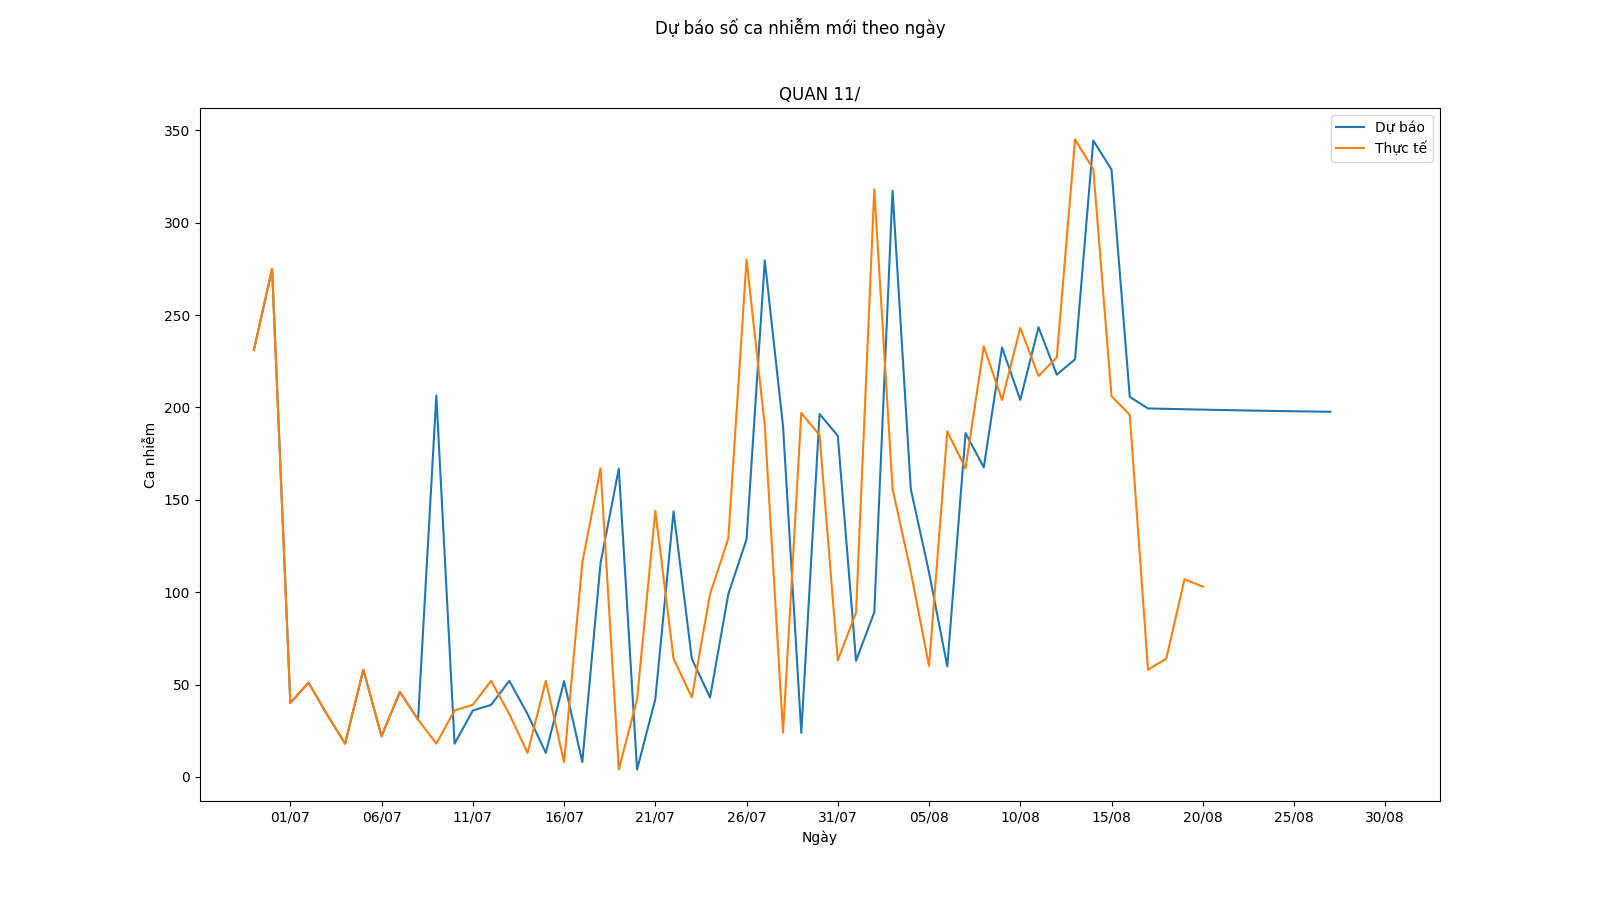 Dự báo số ca nhiễm mới theo ngày
QUAN 11/
Dự báo
Thực tế
350
300
250
200
150
100
50
0
Ca nhiễm
01/07 06/07 11/07 16/07 21/07 26/07 31/07 05/08 10/08 15/08 20/08 25/08 30/08
Ngày